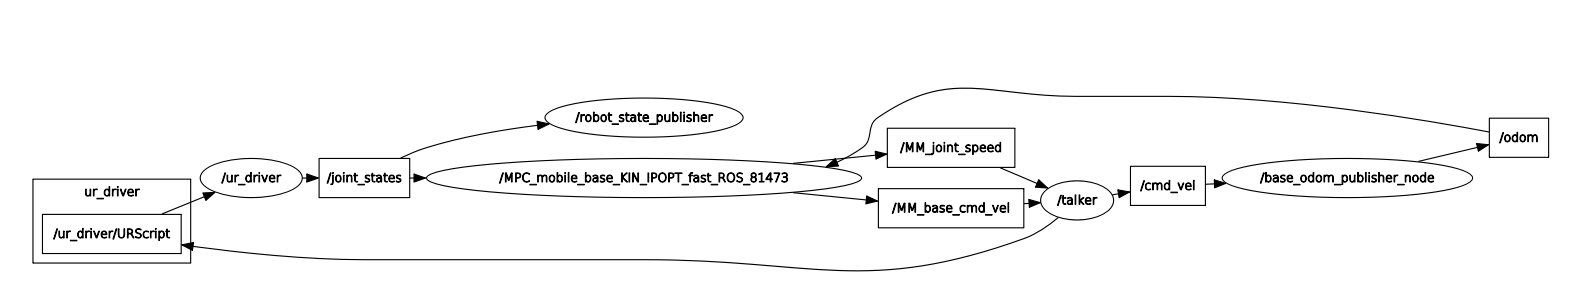 /robot_state_publisher
/odom
/MM_joint_speed
ur_driver
/ur_driver
/joint_states
/MPC_mobile_base_KIN_IPOPT_fast_ROS_81473
/cmd_vel
/base_odom_publisher_node
/MM_base_cmd_vel
/talker
/ur_driver/URScript